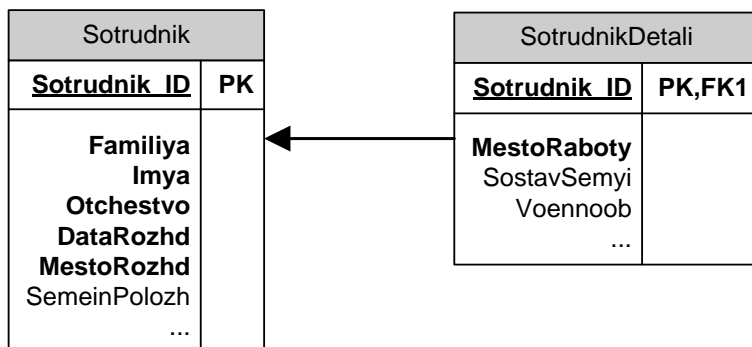 Sotrudnik
Sotrudnik_ID PK
Familiya
Imya
Otchestvo
DataRozhd
MestoRozhd
SemeinPolozh
...
SotrudnikDetali
Sotrudnik_ID PK,FK1
MestoRaboty
SostavSemyi
Voennoob
...